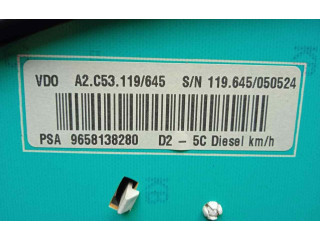 VDO A2.C53.119/645 S/N 119.645/050524
PSA 9658138280 D2 - 5C Diesel km/h